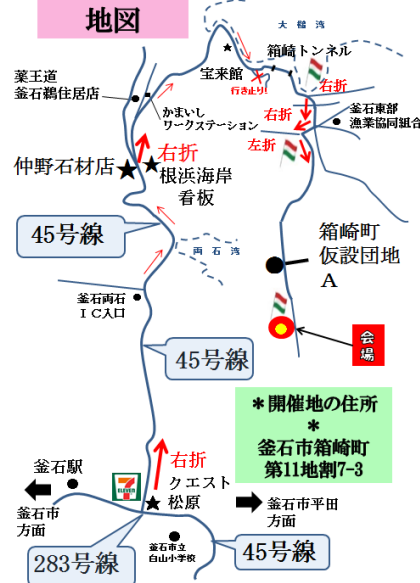 地図
大槌湾
箱崎トンネル
宝来館
行き止り!
右折
薬王道
釜石鵜住居店
かまいし
ワークステーション
右折
釜石東部
漁業協同組合
左折
仲野石材店
右折
根浜海岸
看板
45号線
両石湾
箱崎町
仮設団地
A
釜石両石
IC入口
会場
45号線
*開催地の住所
*
釜石市箱崎町
第11地割7-3
右折
釜石駅
7 ELEVEN
クエスト
松原
釜石市
方面
釜石市平田
方面
283号線
釜石市立
白山小学校
45号線